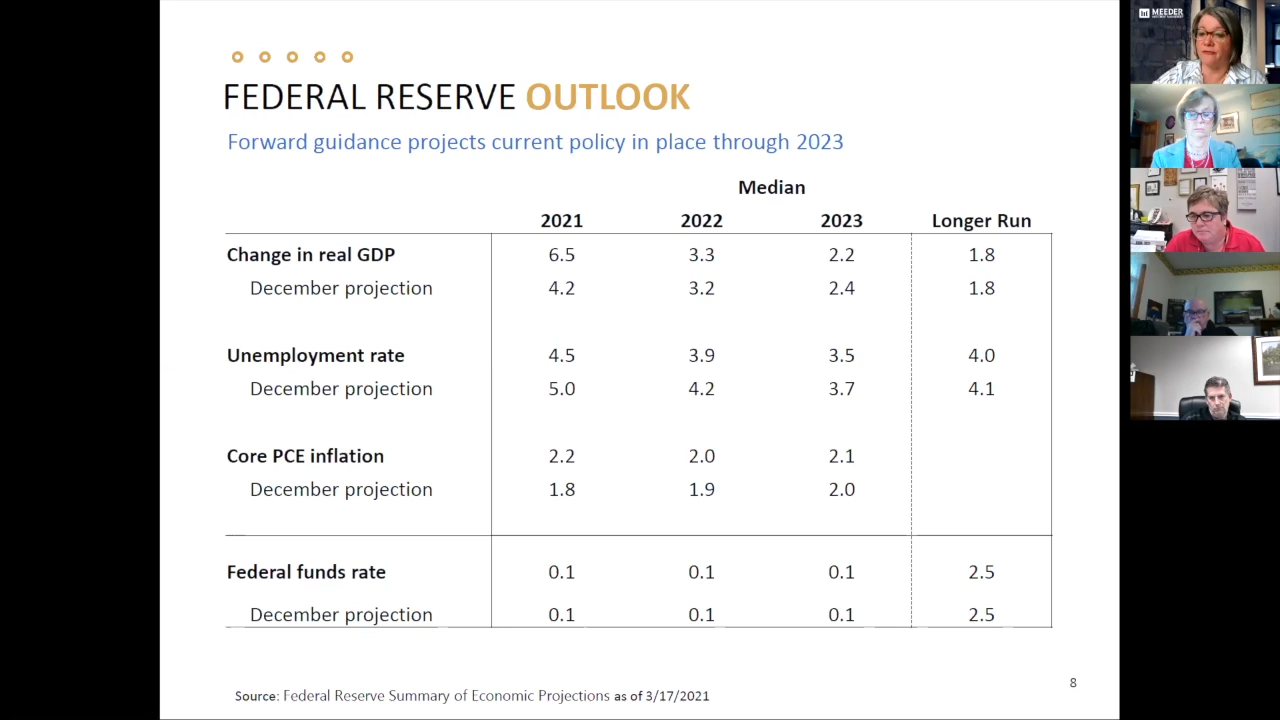 FEDERAL RESERVE OUTLOOK
Forward guidance projects current policy in place through 2023
Median
2021 2022 2023 Longer Run
Change in real GDP 6.5 3.3 2.2 1.8
December projection 4.2 3.2 2.4 1.8
Unemployment rate 4.5 3.9 3.5 4.0
December projection 5.0 4.2 3.7 4.1
Core PCE inflation 2.2 2.0 2.1
December projection 1.8 1.9 2.0
Federal funds rate 0.1 0.1 0.1 2.5
December projection 0.1 0.1 0.1 2.5
Source: Federal Reserve Summary of Economic Projections as of 3/17/2021
8
MEEDER